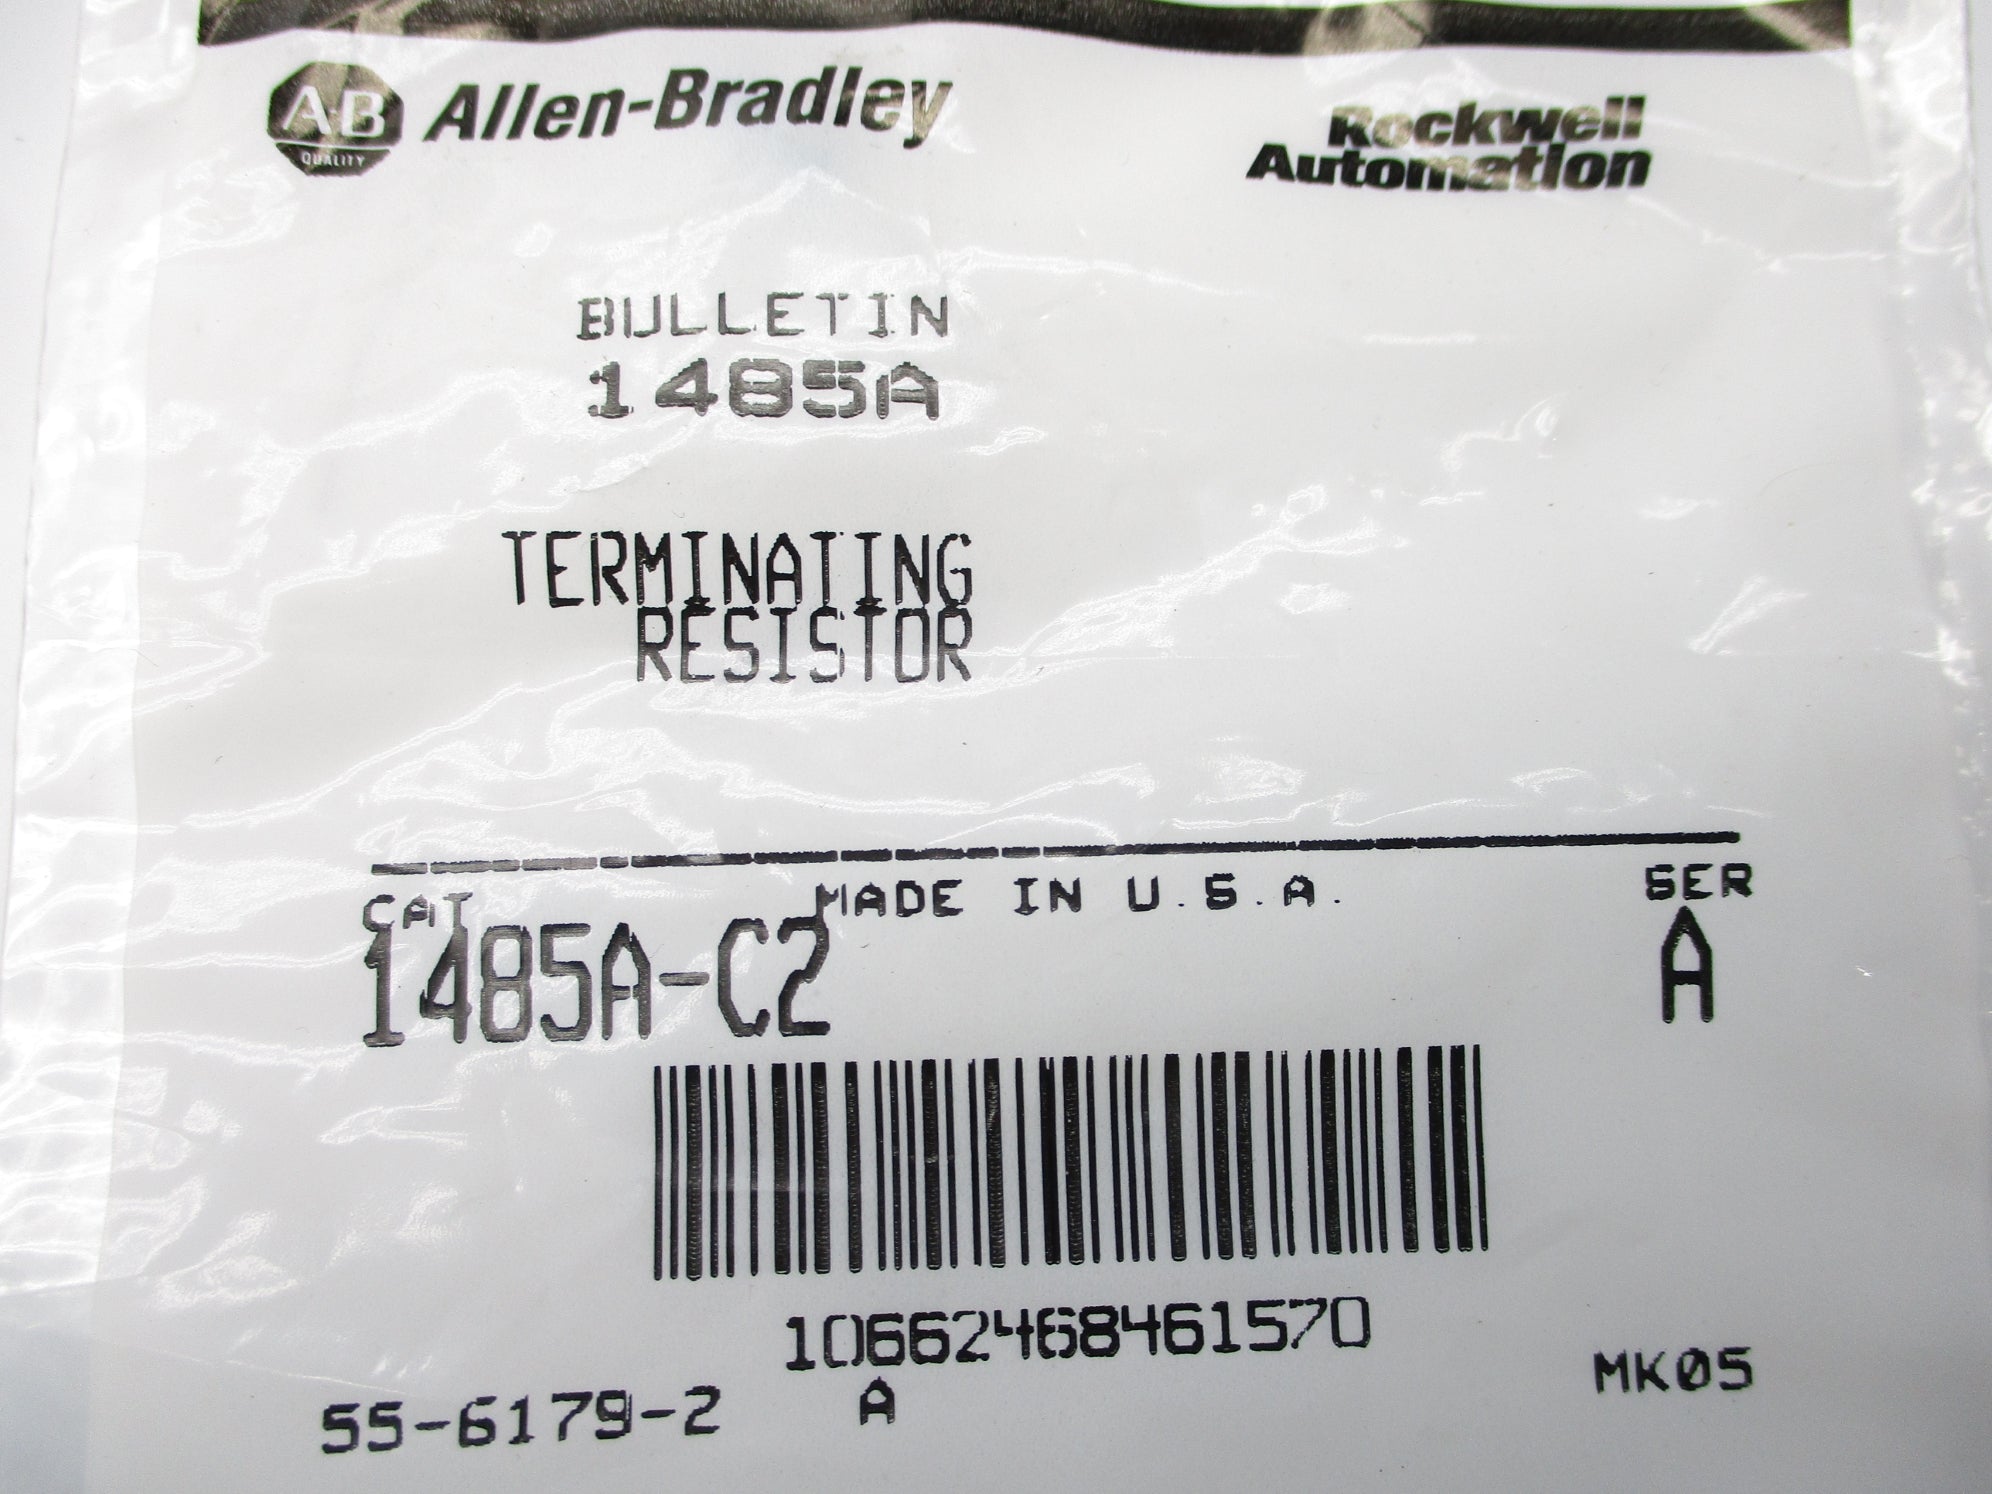 AB QUALITY Allen-Bradley
Rockwell
Automation
BULLETIN
1485A
TERMINATING
RESISTOR
CAT MADE IN U.S.A. SER
1485A-C2 A
10662468461570
55-6179-2 A MK05